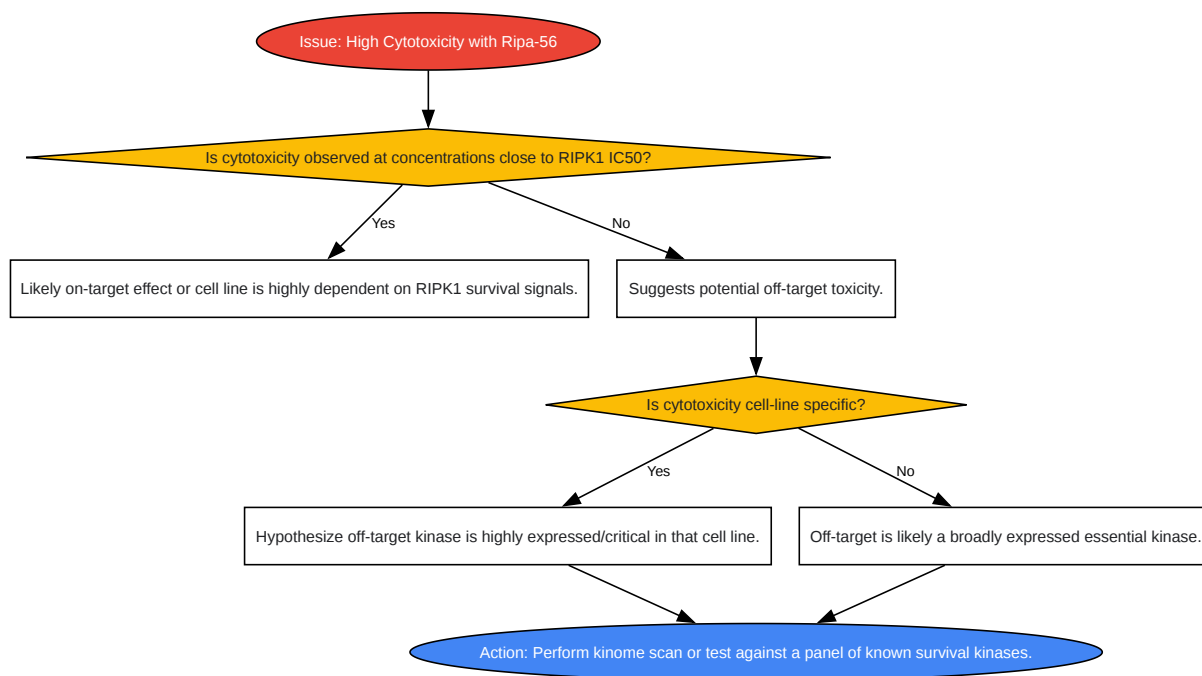 Issue: High Cytotoxicity with Ripa-56
Is cytotoxicity observed at concentrations close to RIPK1 IC50?
Yes
No
Likely on-target effect or cell line is highly dependent on RIPK1 survival signals.
Suggests potential off-target toxicity.
Is cytotoxicity cell-line specific?
Yes
No
Hypothesize off-target kinase is highly expressed/critical in that cell line.
Off-target is likely a broadly expressed essential kinase.
Action: Perform kinome scan or test against a panel of known survival kinases.